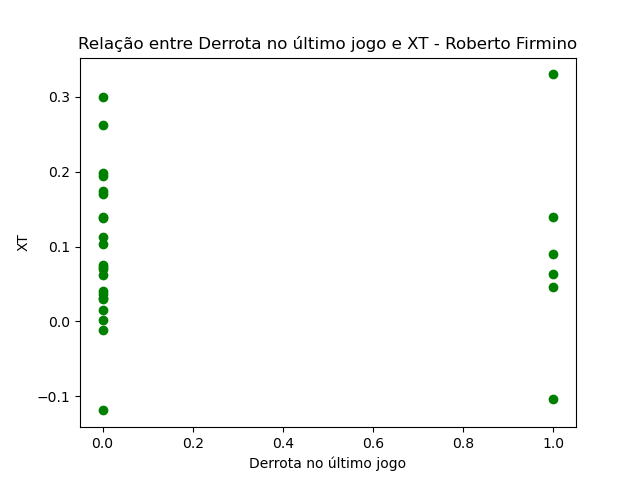 Relação entre Derrota no último jogo e XT - Roberto Firmino
0.3
0.2
0.1
0.0
−0.1
XT
0.0 0.2 0.4 0.6 0.8 1.0
Derrota no último jogo